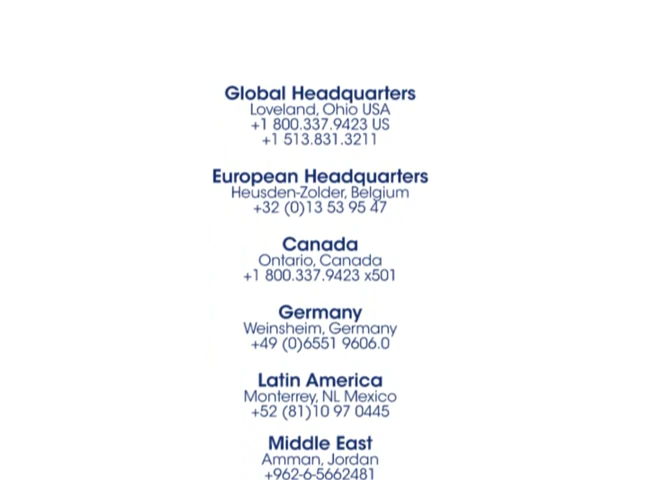 Global Headquarters
Loveland, Ohio USA
+1 800.337.9423 US
+1 513.831.3211
European Headquarters
Heusden-Zolder, Belgium
+32 (0)13 53 95 47
Canada
Ontario, Canada
+1 800.337.9423 x501
Germany
Weinsheim, Germany
+49 (0)6551 9606.0
Latin America
Monterrey, NL Mexico
+52 (81)10 97 0445
Middle East
Amman, Jordan
+962-6-5662481